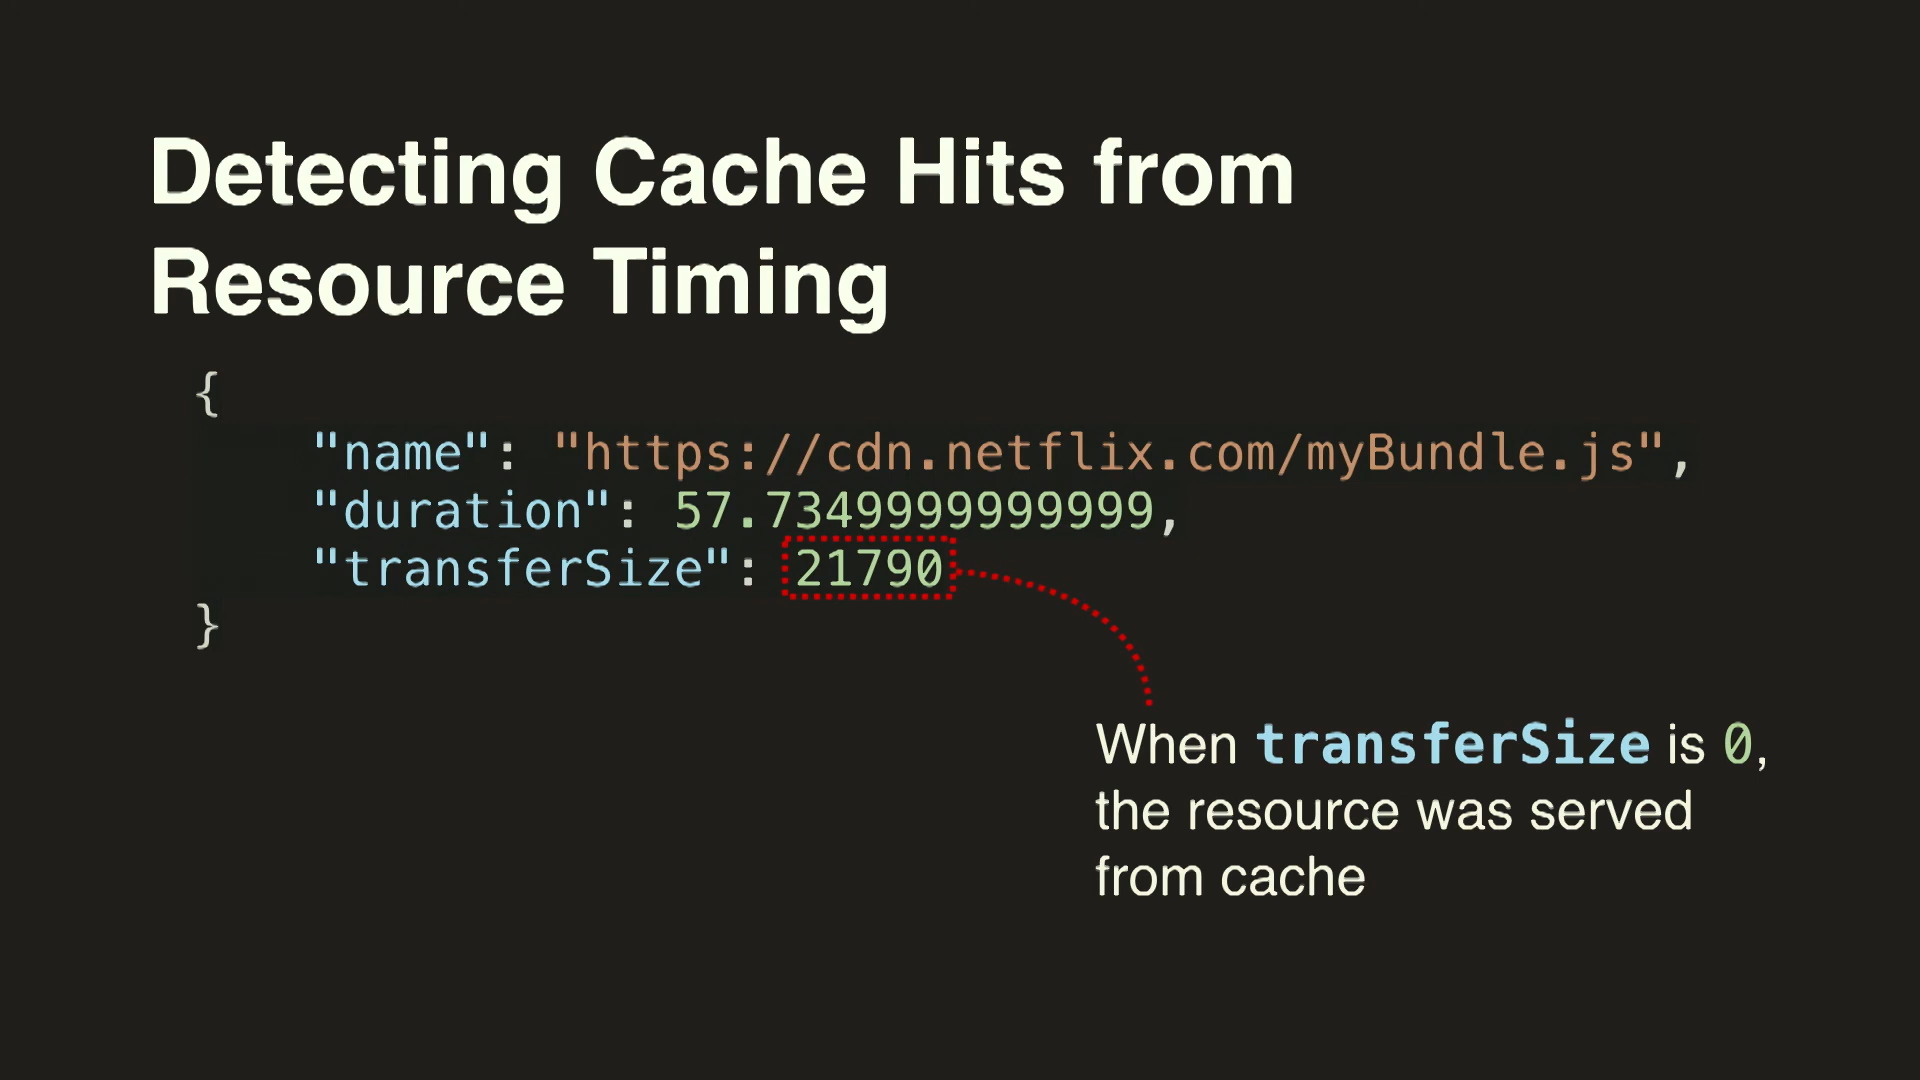 Detecting Cache Hits from
Resource Timing
{
"name": "https://cdn.netflix.com/myBundle.js",
"duration": 57.7349999999999,
"transferSize": 21790
}
When transferSize is 0,
the resource was served
from cache